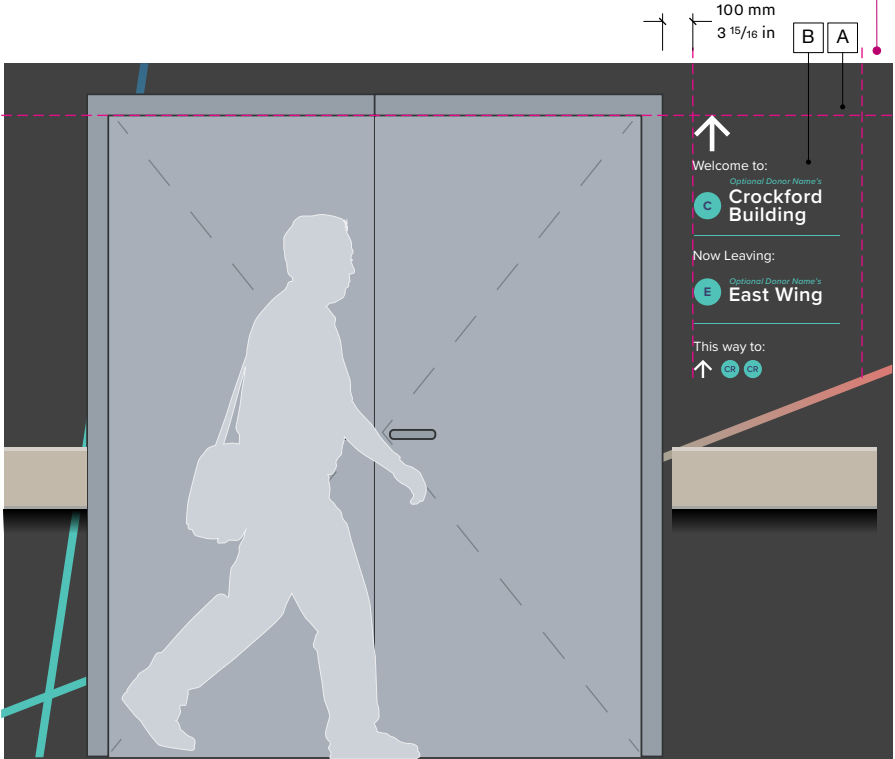 100 mm
3 15/16 in
B A
Welcome to:
Optional Donor Name's
C Crockford
Building
Now Leaving:
Optional Donor Name's
E East Wing
This way to:
CR CR